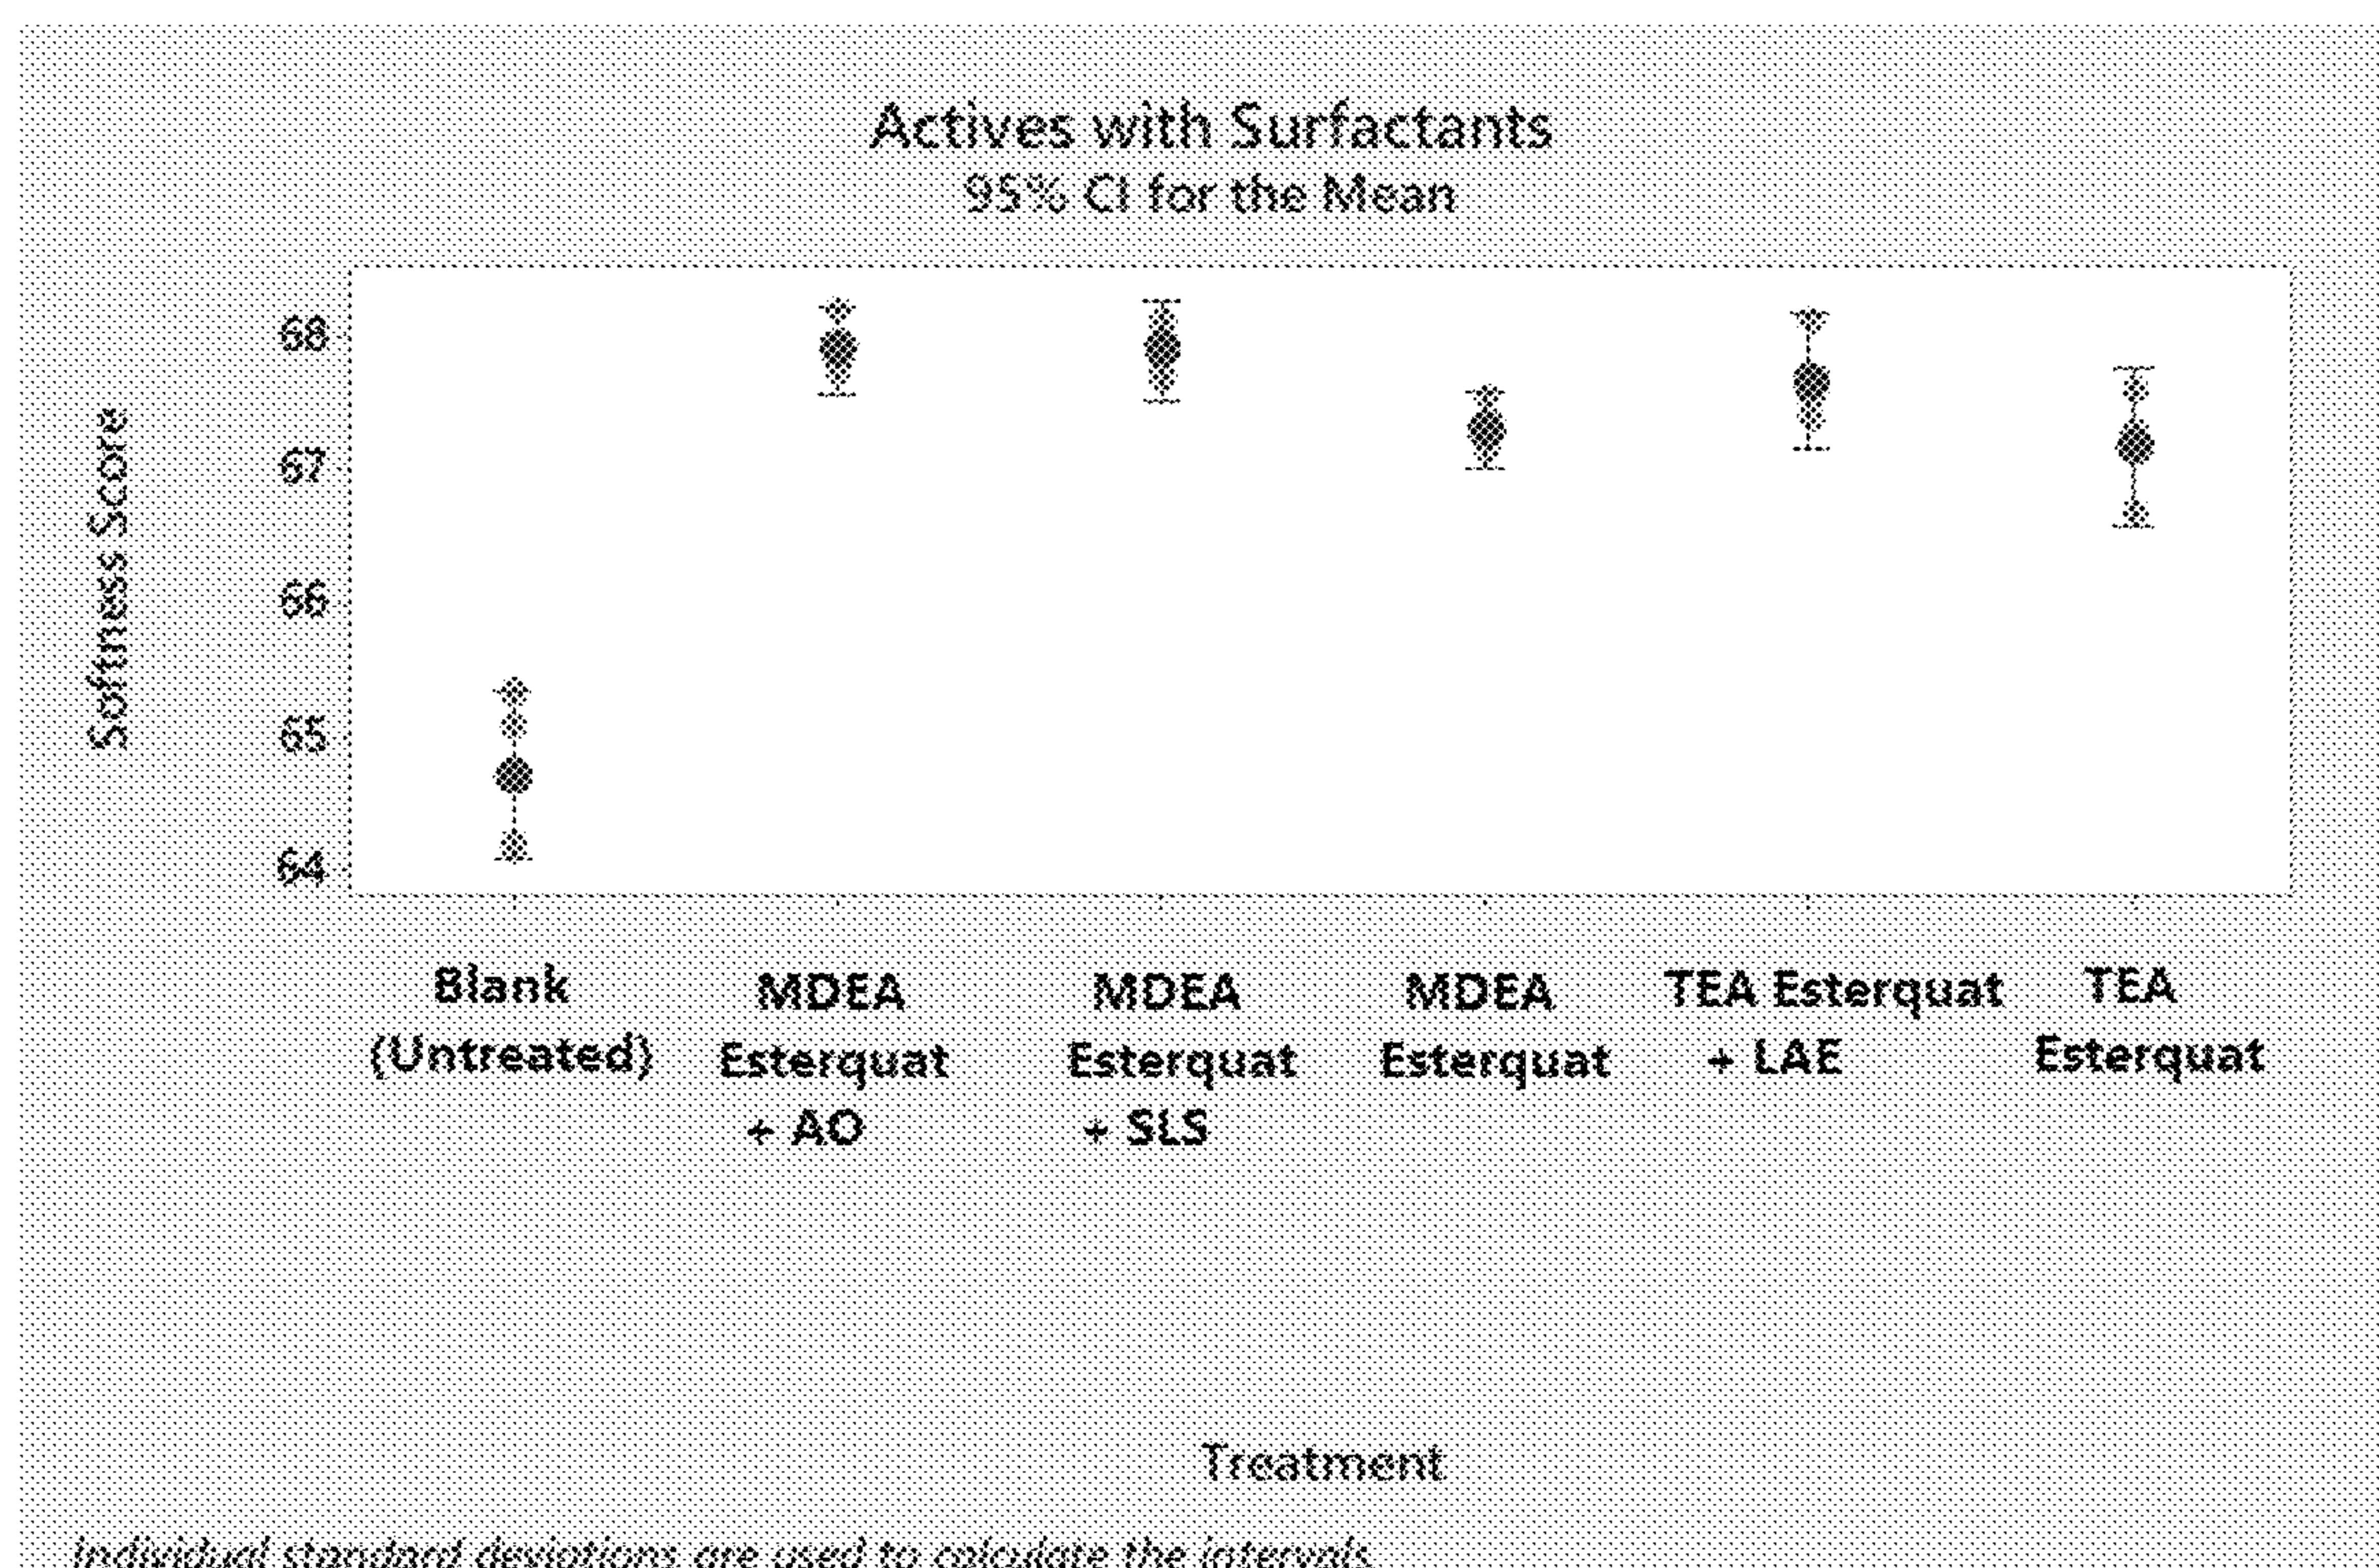 Actives with Surfactants
95% CI for the Mean
Softness Score
68
67
66
65
64
Blank
(Untreated)
MDEA
Esterquat
+ AO
MDEA
Esterquat
+ SLS
MDEA
Esterquat
TEA Esterquat
+ LAE
TEA
Esterquat
Treatment
Individual standard deviations are used to calculate the intervals.